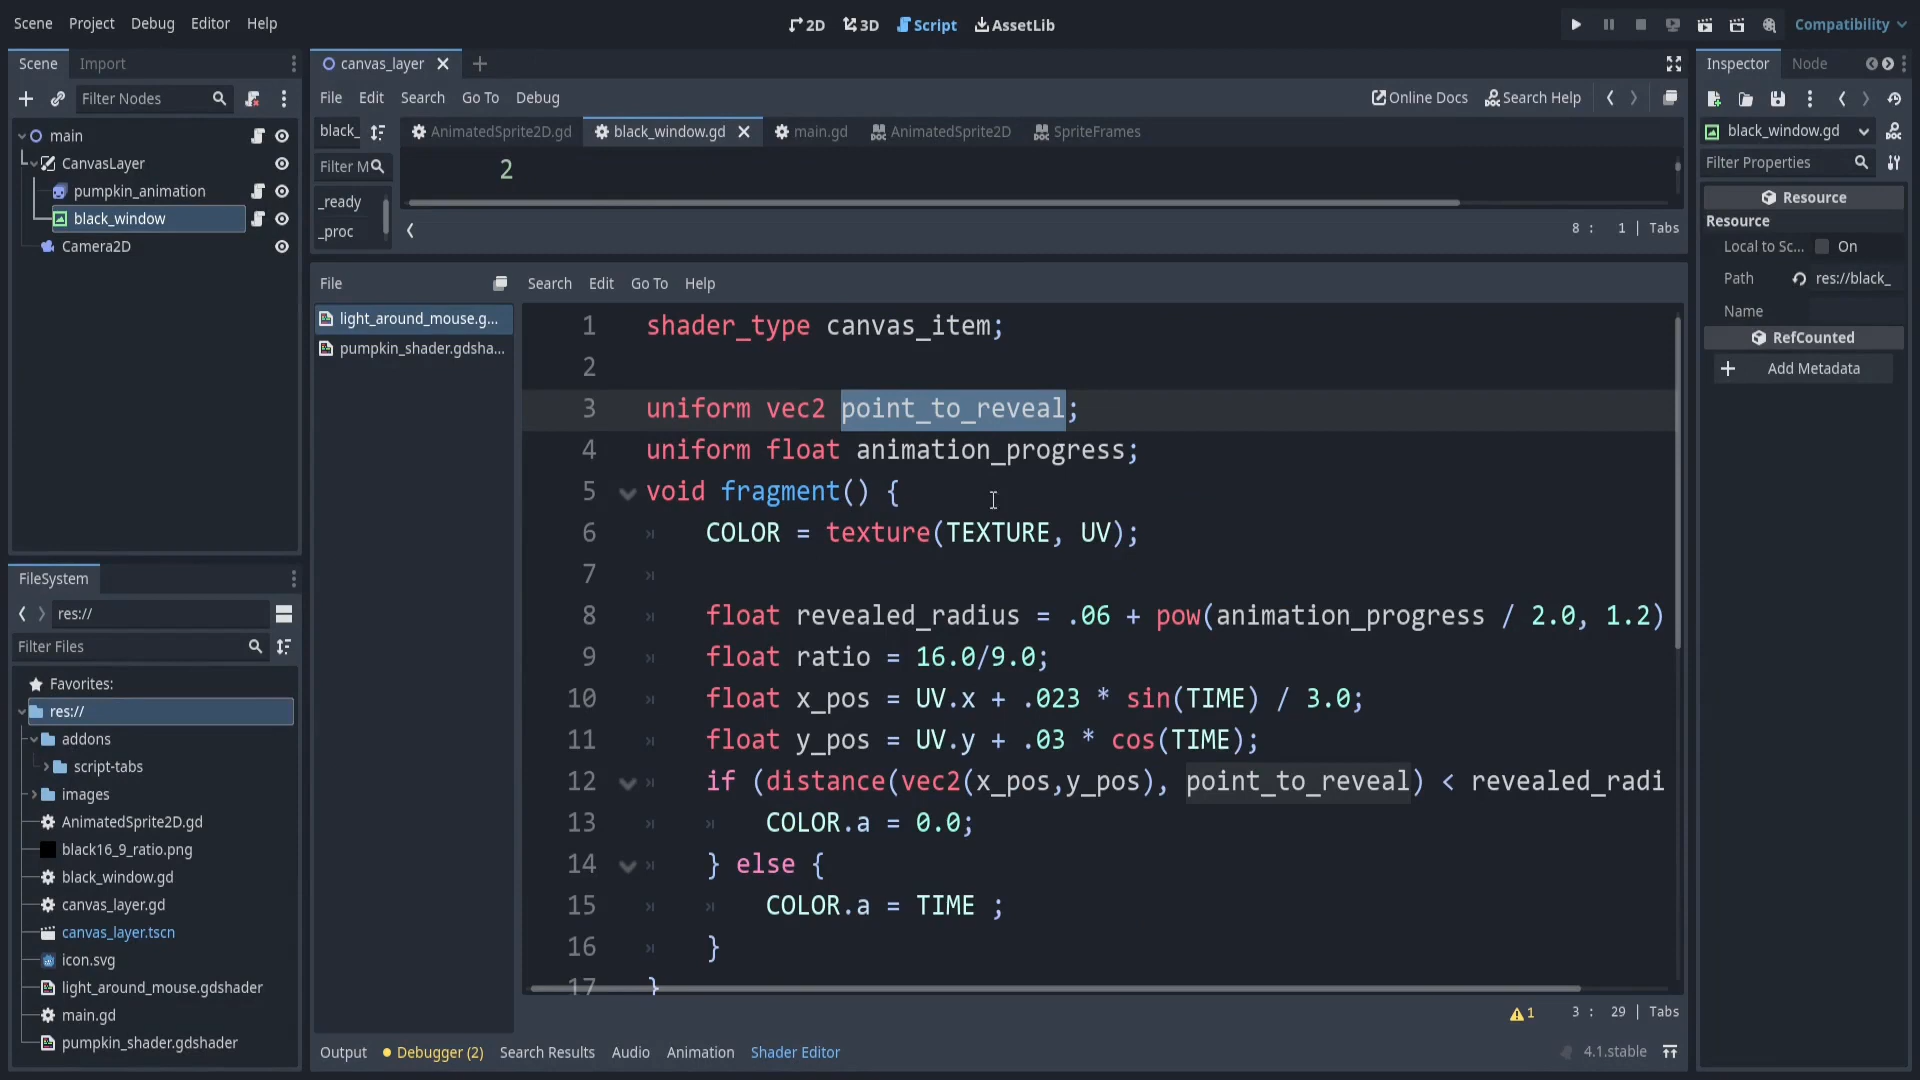 Scene Project Debug Editor Help
2D 3D Script AssetLib
Compatibility
Scene Import
Filter Nodes
main
CanvasLayer
pumpkin_animation
black_window
Camera2D
FileSystem
res://
Filter Files
Favorites:
res://
addons
script-tabs
images
AnimatedSprite2D.gd
black16_9_ratio.png
black_window.gd
canvas_layer.gd
canvas_layer.tscn
icon.svg
light_around_mouse.gdshader
main.gd
pumpkin_shader.gdshader
canvas_layer
File Edit Search Go To Debug
Online Docs Search Help
black_
AnimatedSprite2D.gd black_window.gd main.gd AnimatedSprite2D SpriteFrames
Filter M
_ready
_proc
2
8 : 1 | Tabs
File
Search Edit Go To Help
light_around_mouse.g...
pumpkin_shader.gdsha...
1 shader_type canvas_item;
2
3 uniform vec2 point_to_reveal;
4 uniform float animation_progress;
5 void fragment() {
6 COLOR = texture(TEXTURE, UV);
7
8 float revealed_radius = .06 + pow(animation_progress / 2.0, 1.2)
9 float ratio = 16.0/9.0;
10 float x_pos = UV.x + .023 * sin(TIME) / 3.0;
11 float y_pos = UV.y + .03 * cos(TIME);
12 if (distance(vec2(x_pos,y_pos), point_to_reveal) < revealed_radi
13 COLOR.a = 0.0;
14 } else {
15 COLOR.a = TIME ;
16 }
17 }
1 3 : 29 | Tabs
Output Debugger (2) Search Results Audio Animation Shader Editor
4.1.stable
Inspector Node
black_window.gd
Filter Properties
Resource
Resource
Local to Sc... On
Path res://black_
Name
RefCounted
Add Metadata